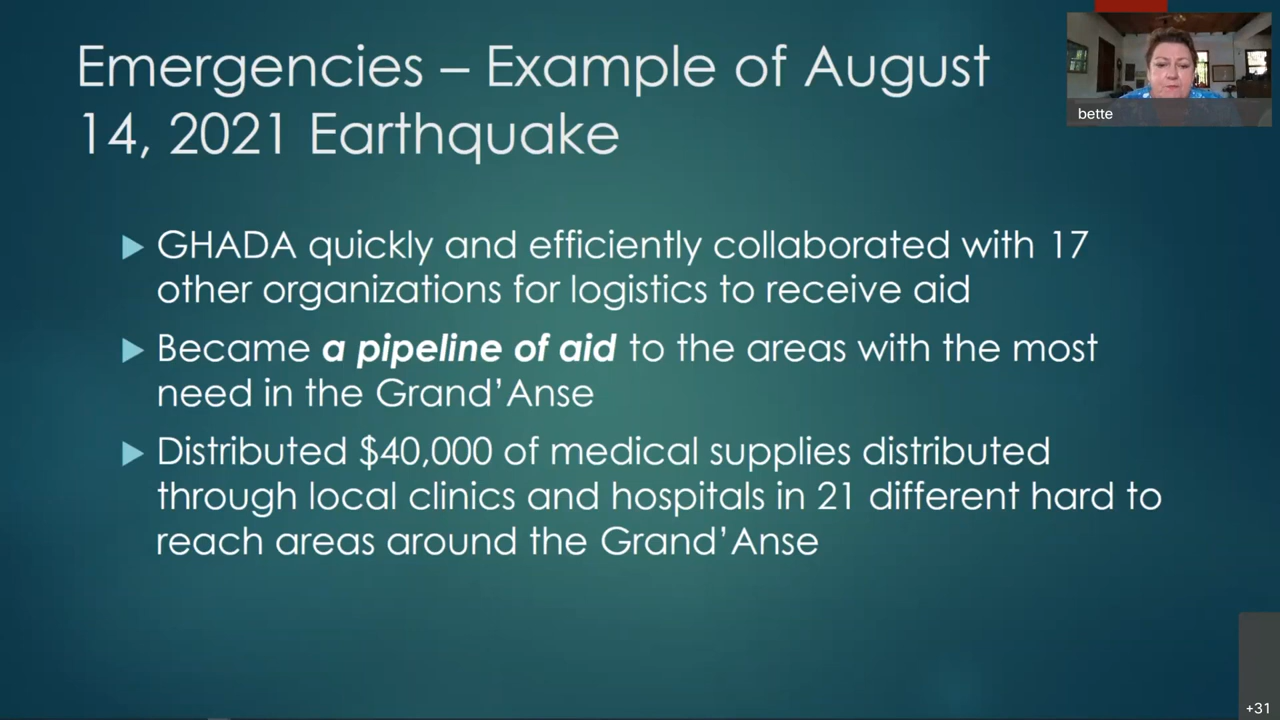 Emergencies – Example of August
14, 2021 Earthquake
bette
GHADA quickly and efficiently collaborated with 17
other organizations for logistics to receive aid
Became a pipeline of aid to the areas with the most
need in the Grand’Anse
Distributed $40,000 of medical supplies distributed
through local clinics and hospitals in 21 different hard to
reach areas around the Grand’Anse
+31